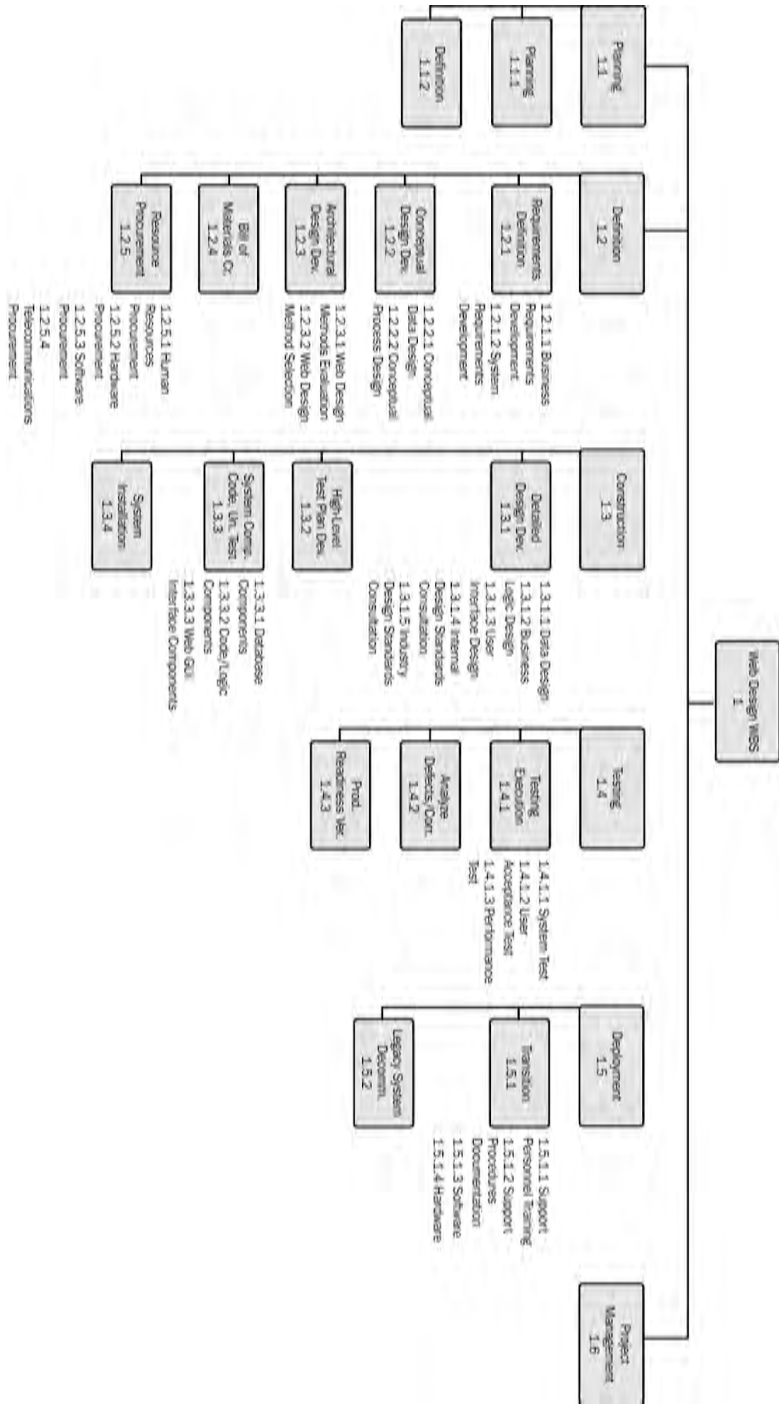 Web Design WBS
1
Planning
1.1
Planning
1.1.1
Definition
1.1.2
Definition
1.2
Requirements
Definition
1.2.1
1.2.1.1 Business
Requirements
Development
1.2.1.2 System
Requirements
Development
Conceptual
Design Dev.
1.2.2
1.2.2.1 Conceptual
Data Design
1.2.2.2 Conceptual
Process Design
Architectural
Design Dev.
1.2.3
1.2.3.1 Web Design
Methods Evaluation
1.2.3.2 Web Design
Method Selection
Bill of
Materials Cr.
1.2.4
Resource
Procurement
1.2.5
1.2.5.1 Human
Resources
Procurement
1.2.5.2 Hardware
Procurement
1.2.5.3 Software
Procurement
1.2.5.4
Telecommunications
Procurement
Construction
1.3
Detailed
Design Dev.
1.3.1
1.3.1.1 Data Design
1.3.1.2 Business
Logic Design
1.3.1.3 User
Interface Design
1.3.1.4 Internal
Design Standards
Consultation
1.3.1.5 Industry
Design Standards
Consultation
High-Level
Test Plan Dev.
1.3.2
System Comp.
Code, Un. Test
1.3.3
1.3.3.1 Database
Components
1.3.3.2 Code/Logic
Components
1.3.3.3 Web GUI
Interface Components
System
Installation
1.3.4
Testing
1.4
Testing
Execution
1.4.1
1.4.1.1 System Test
1.4.1.2 User
Acceptance Test
1.4.1.3 Performance
Test
Analyze
Defects./Corr.
1.4.2
Prod.
Readiness Ver.
1.4.3
Deployment
1.5
Transition
1.5.1
1.5.1.1 Support
Personnel Training
1.5.1.2 Support
Procedures
Documentation
1.5.1.3 Software
1.5.1.4 Hardware
Legacy System
Decomm.
1.5.2
Project
Management
1.6